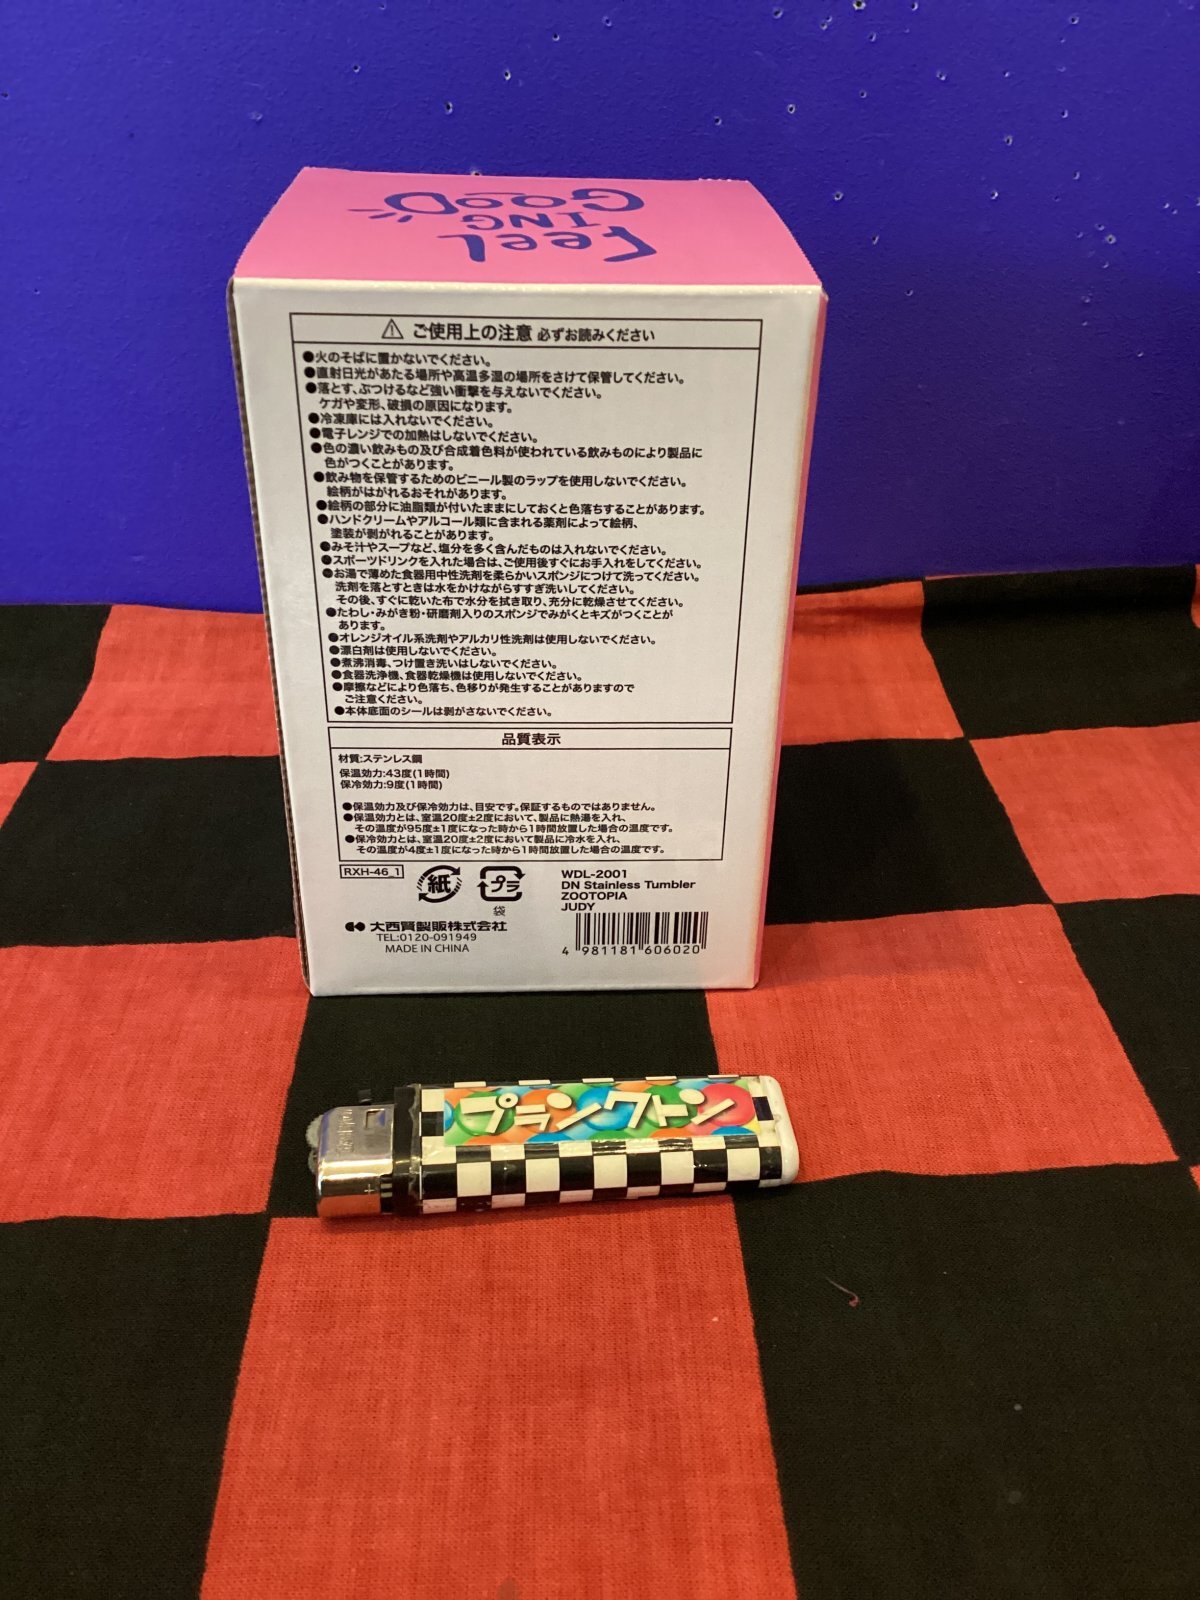 FEEL
ING
GOOD
⚠ ご使用上の注意 必ずお読みください
●火のそばに置かないでください。
●直射日光があたる場所や高温多湿の場所をさけて保管してください。
●落とす、ぶつけるなど強い衝撃を与えないでください。
ケガや変形、破損の原因になります。
●冷凍庫には入れないでください。
●電子レンジでの加熱はしないでください。
●色の濃い飲みもの及び合成着色料が使われている飲みものにより製品に
色がつくことがあります。
●飲み物を保管するためのビニール製のラップを使用しないでください。
絵柄がはがれるおそれがあります。
●絵柄の部分に油脂類が付いたままにしておくと色落ちすることがあります。
●ハンドクリームやアルコール類に含まれる薬剤によって絵柄、
塗装が剥がれることがあります。
●みそ汁やスープなど、塩分を多く含んだものは入れないでください。
●スポーツドリンクを入れた場合は、ご使用後すぐにお手入れをしてください。
●お湯で薄めた食器用中性洗剤を柔らかいスポンジにつけて洗ってください。
洗剤を落とすときは水をかけながらすすぎ洗いしてください。
その後、すぐに乾いた布で水分を拭き取り、充分に乾燥させてください。
●たわし・みがき粉・研磨剤入りのスポンジでみがくとキズがつくことが
あります。
●オレンジオイル系洗剤やアルカリ性洗剤は使用しないでください。
●漂白剤は使用しないでください。
●煮沸消毒、つけ置き洗いはしないでください。
●食器洗浄機、食器乾燥機は使用しないでください。
●摩擦などにより色落ち、色移りが発生することがありますので
ご注意ください。
●本体底面のシールは剥がさないでください。
品質表示
材質:ステンレス鋼
保温効力:43度(1時間)
保冷効力:9度(1時間)
●保温効力及び保冷効力は、目安です。保証するものではありません。
●保温効力とは、室温20度±2度において、製品に熱湯を入れ、
その温度が95度±1度になった時から1時間放置した場合の温度です。
●保冷効力とは、室温20度±2度において製品に冷水を入れ、
その温度が4度±1度になった時から1時間放置した場合の温度です。
RXH-46_1
紙
プラ
袋
大西賢製販株式会社
TEL:0120-091949
MADE IN CHINA
WDL-2001
DN Stainless Tumbler
ZOOTOPIA
JUDY
4 981181 606020
プランクトン